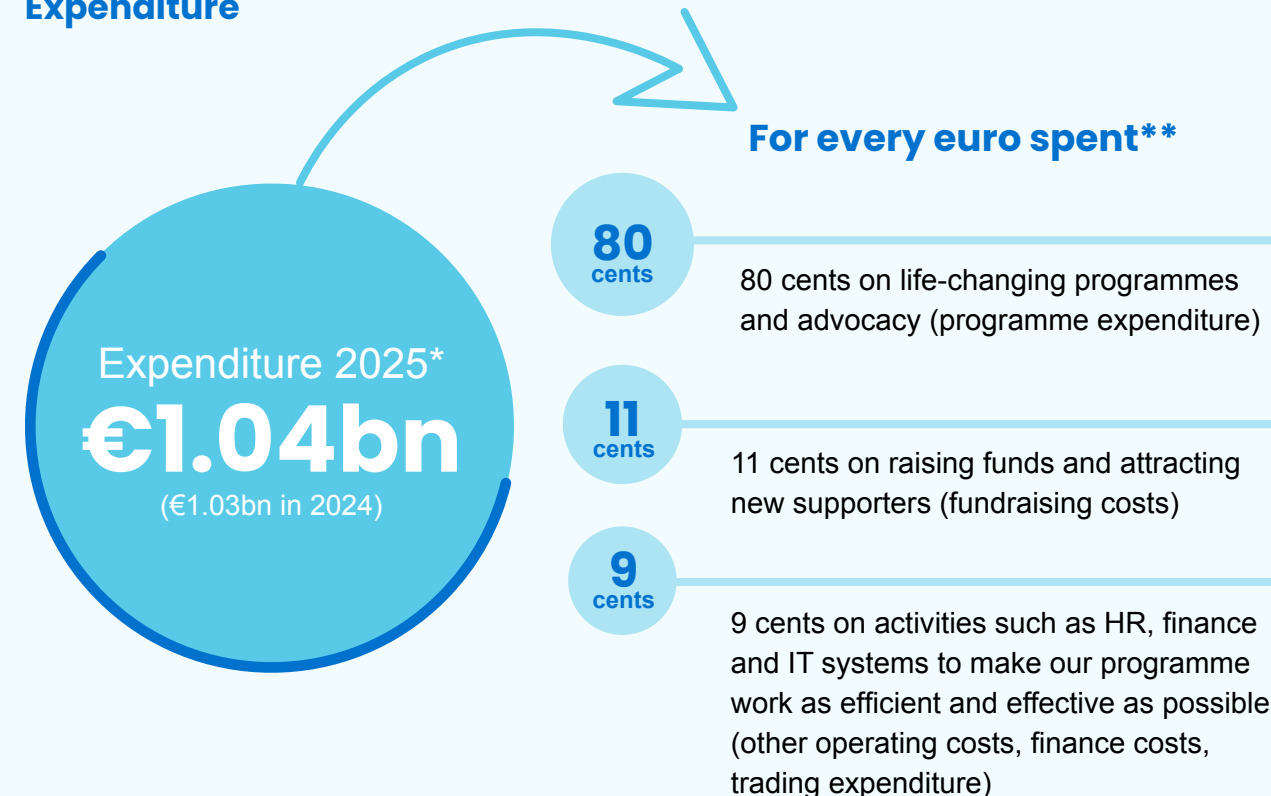 Expenditure
For every euro spent**
Expenditure 2025*
€1.04bn
(€1.03bn in 2024)
80
cents
80 cents on life-changing programmes
and advocacy (programme expenditure)
11
cents
11 cents on raising funds and attracting
new supporters (fundraising costs)
9
cents
9 cents on activities such as HR, finance
and IT systems to make our programme
work as efficient and effective as possible
(other operating costs, finance costs,
trading expenditure)